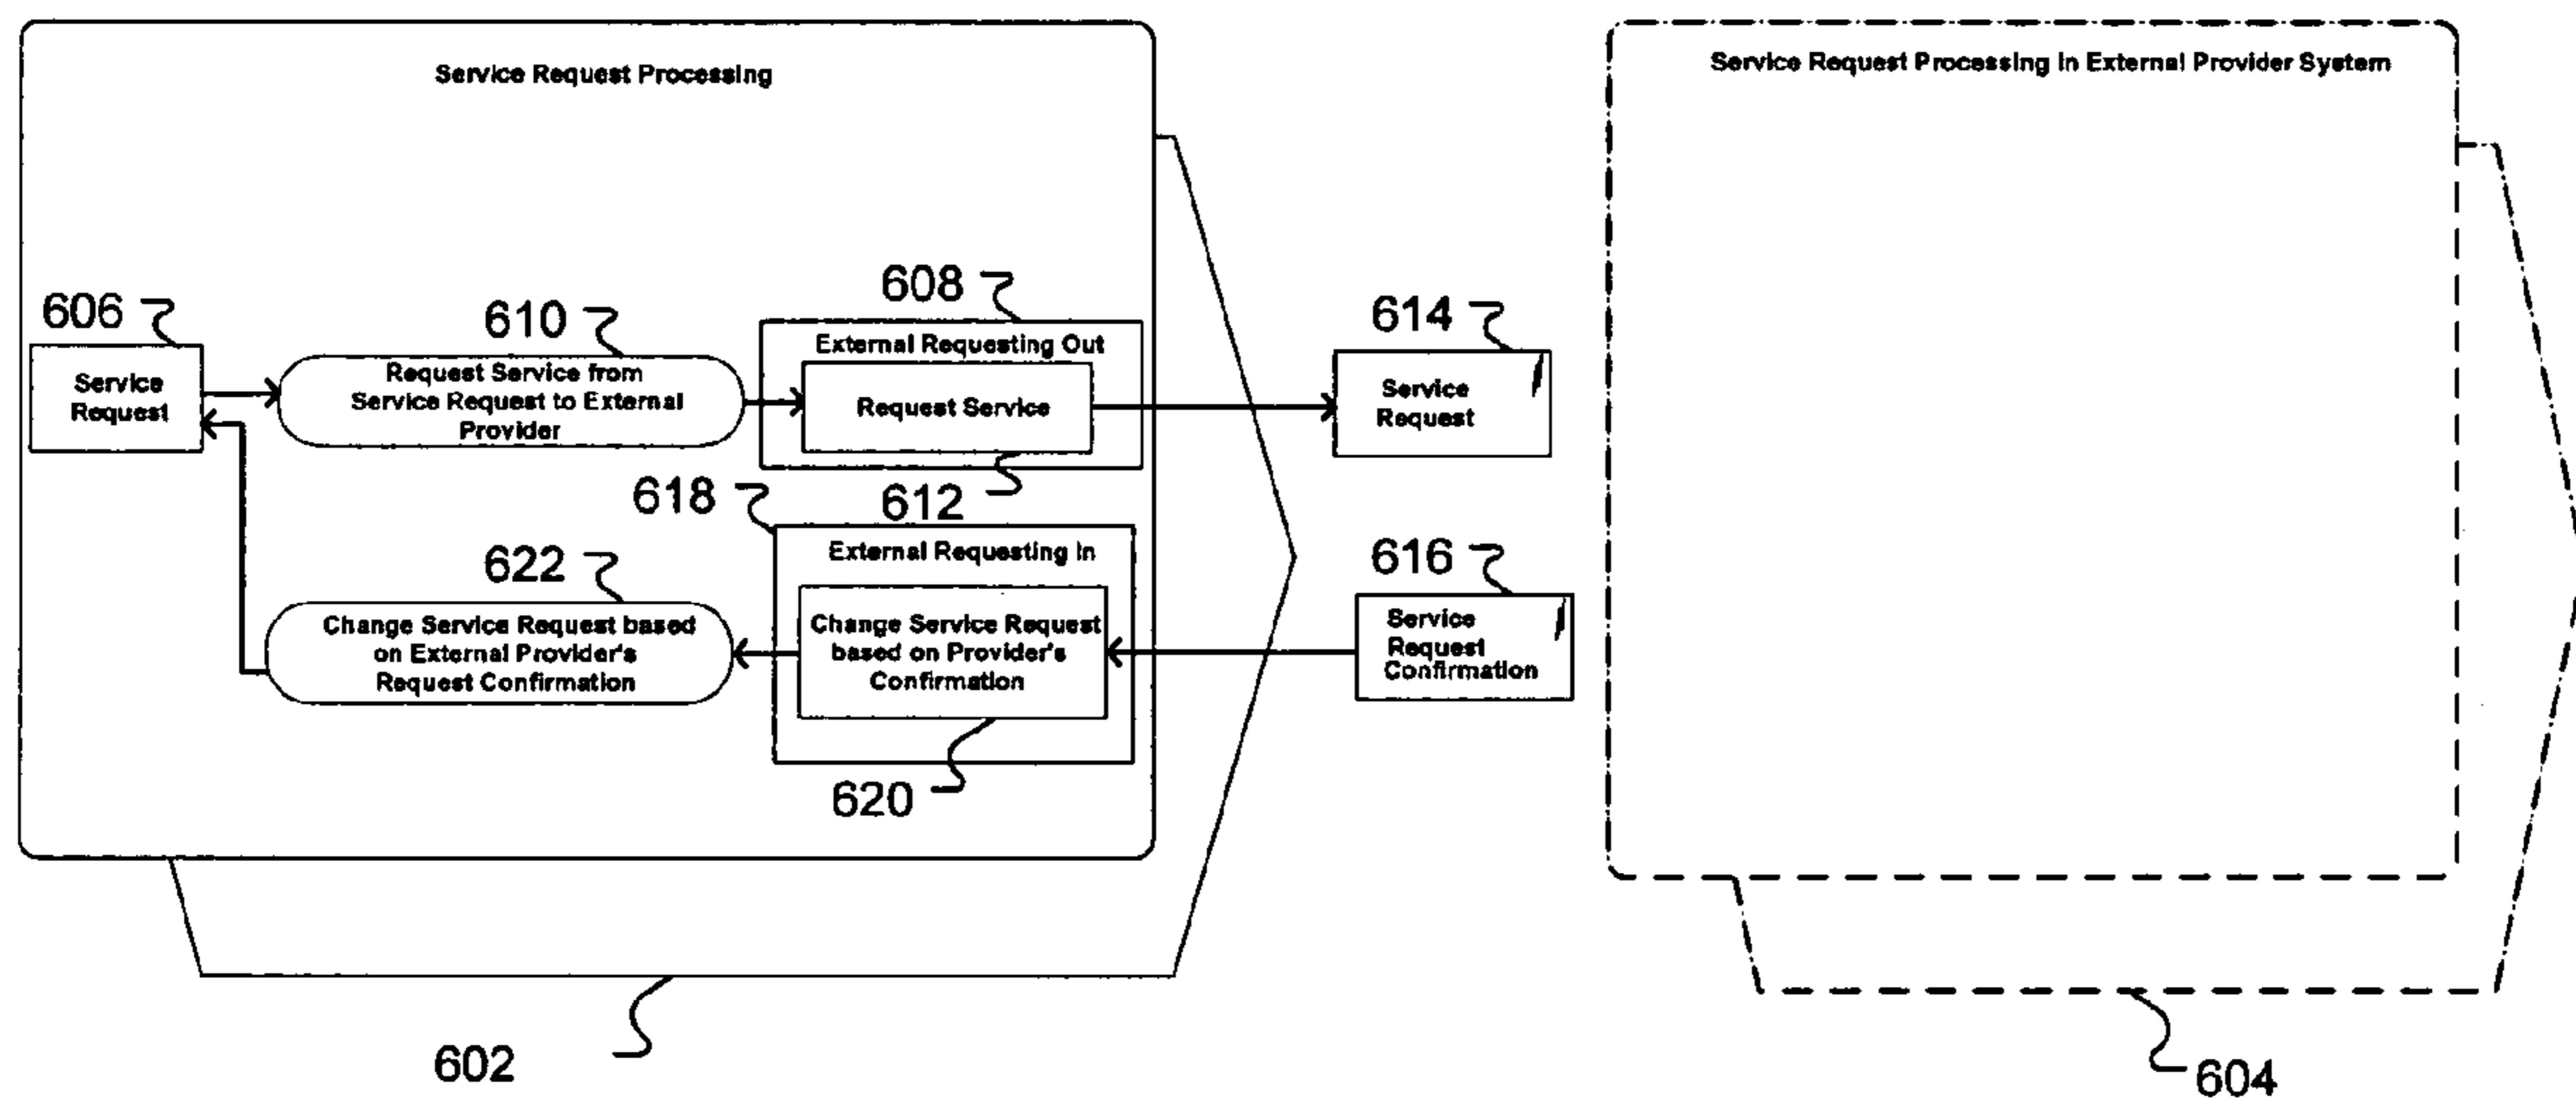 Service Request Processing
Service Request Processing in External Provider System
606
610
608
614
Service
Request
Request Service from
Service Request to External
Provider
External Requesting Out
Request Service
Service
Request
612
618
622
616
External Requesting In
Change Service Request based
on External Provider's
Request Confirmation
Change Service Request
based on Provider's
Confirmation
Service
Request
Confirmation
620
602
604